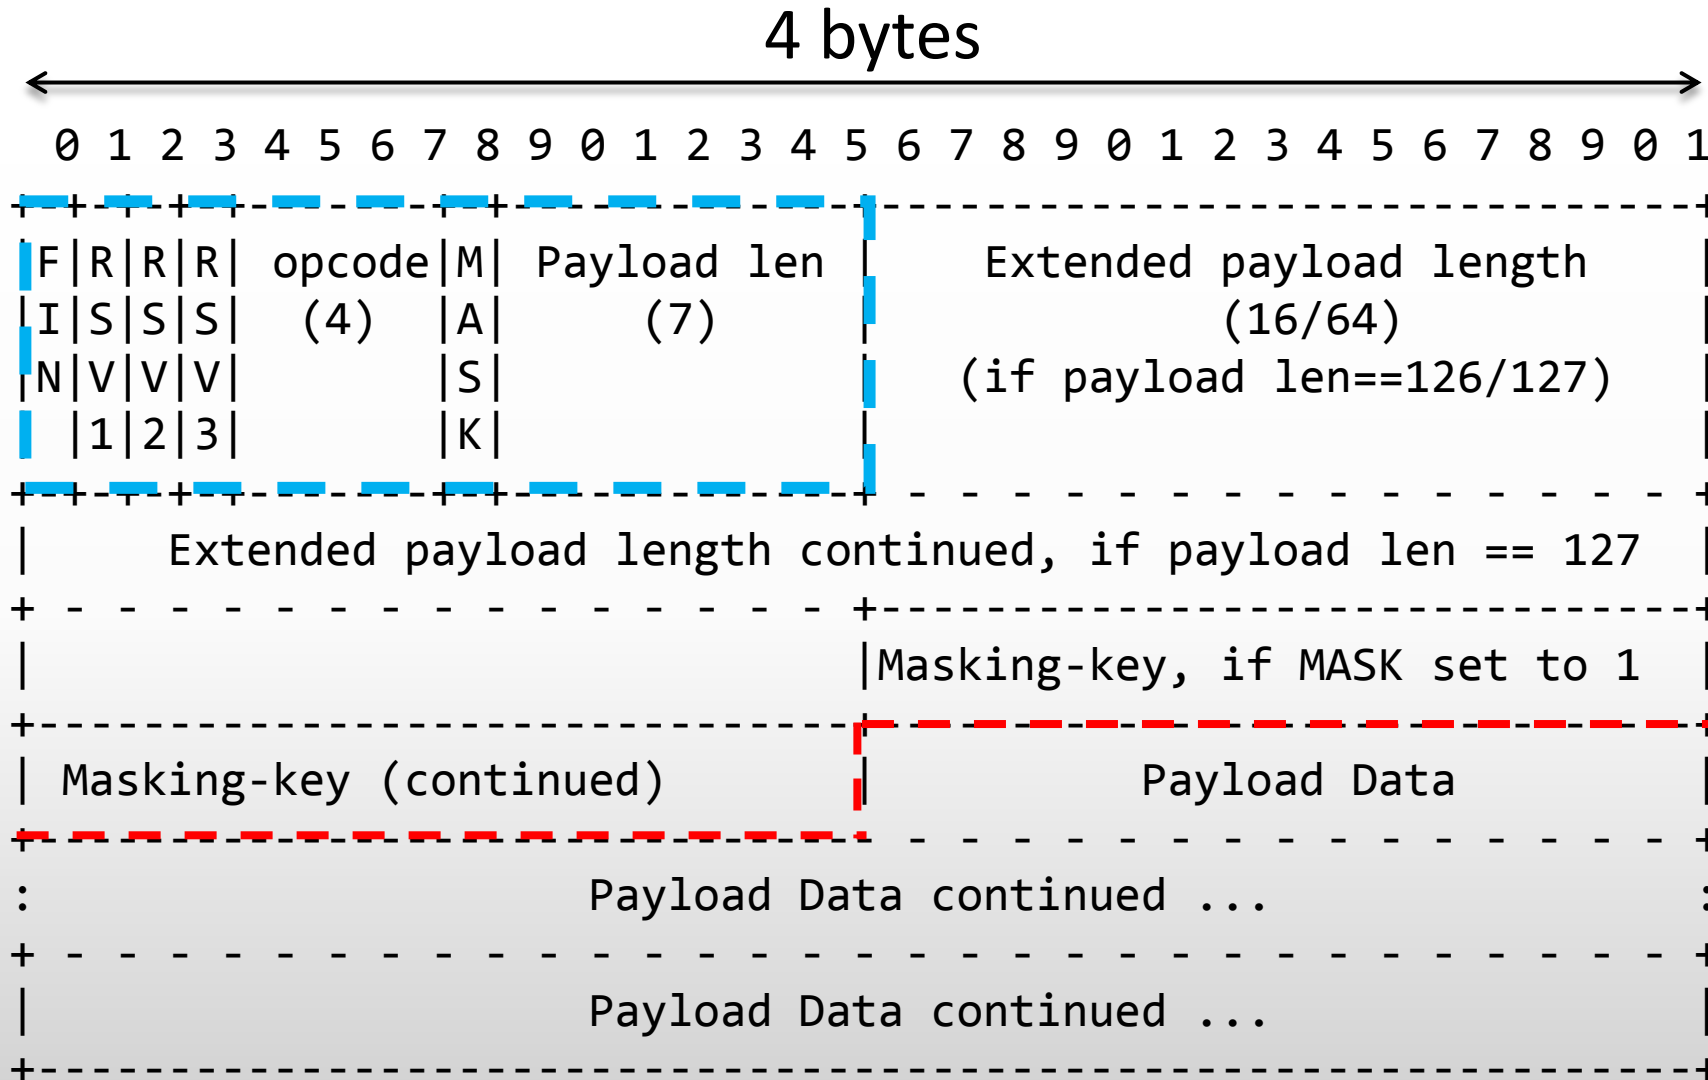 4 bytes
0 1 2 3 4 5 6 7 8 9 0 1 2 3 4 5 6 7 8 9 0 1 2 3 4 5 6 7 8 9 0 1
+-+-+-+-+-------+-+-------------+-------------------------------+
|F|R|R|R| opcode|M| Payload len |    Extended payload length    |
|I|S|S|S|  (4)  |A|     (7)     |             (16/64)           |
|N|V|V|V|       |S|             |   (if payload len==126/127)   |
| |1|2|3|       |K|             |                               |
+-+-+-+-+-------+-+-------------+ - - - - - - - - - - - - - - - +
|     Extended payload length continued, if payload len == 127  |
+ - - - - - - - - - - - - - - - +-------------------------------+
|                               |Masking-key, if MASK set to 1  |
+-------------------------------+-------------------------------+
| Masking-key (continued)       |          Payload Data         |
+-------------------------------- - - - - - - - - - - - - - - - +
:                     Payload Data continued ...                :
+ - - - - - - - - - - - - - - - - - - - - - - - - - - - - - - - +
|                     Payload Data continued ...                |
+---------------------------------------------------------------+